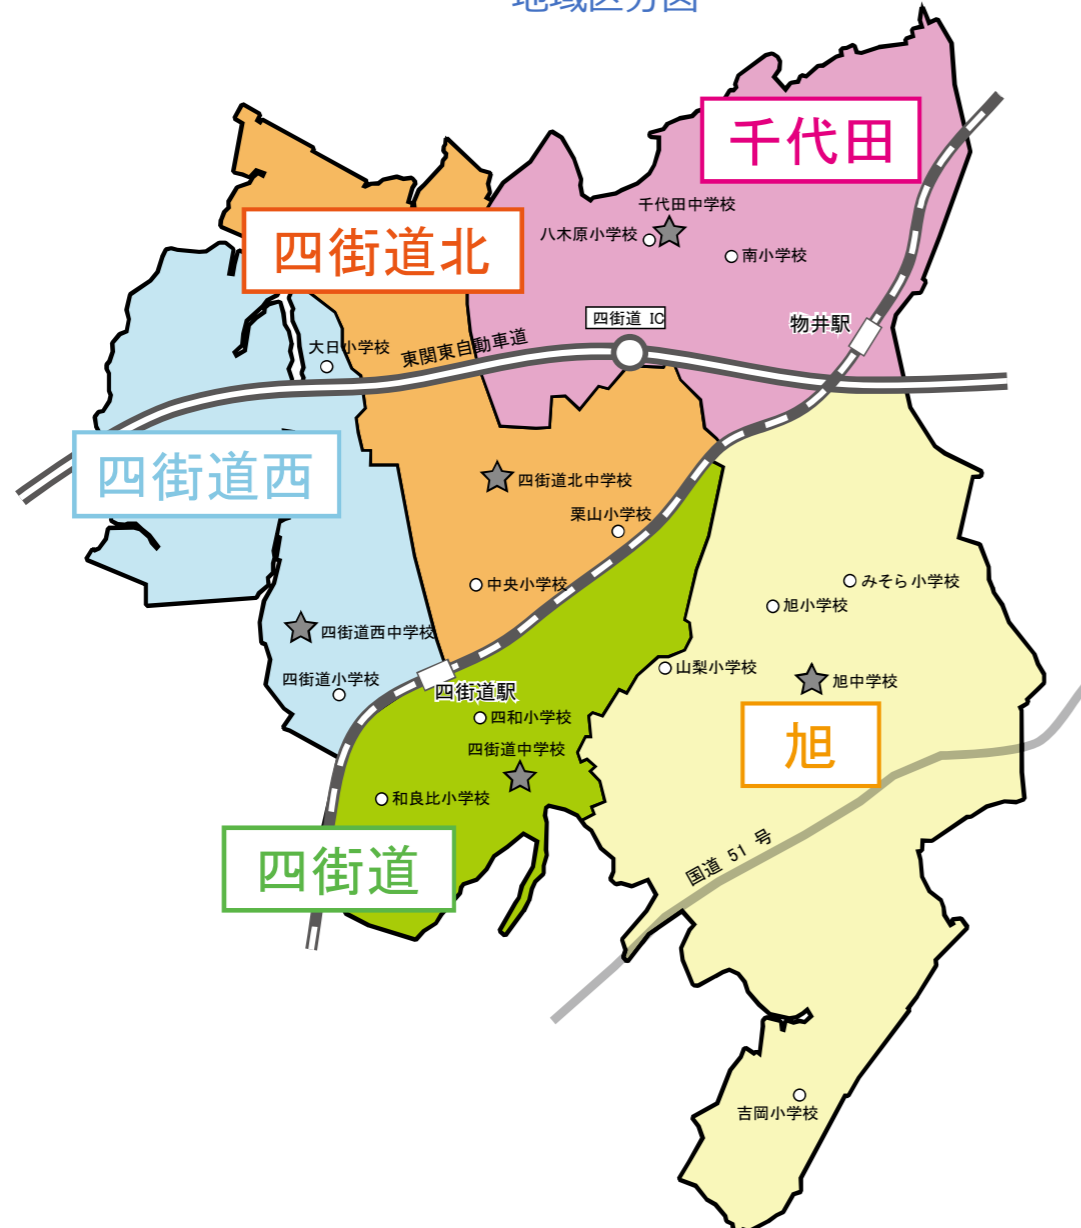 地域区分図
千代田
千代田中学校
八木原小学校
南小学校
四街道北
四街道 IC
物井駅
東関東自動車道
大日小学校
四街道西
四街道北中学校
栗山小学校
中央小学校
みそら小学校
旭小学校
四街道西中学校
山梨小学校
旭中学校
四街道小学校
四街道駅
四和小学校
旭
四街道中学校
和良比小学校
国道 51 号
四街道
吉岡小学校